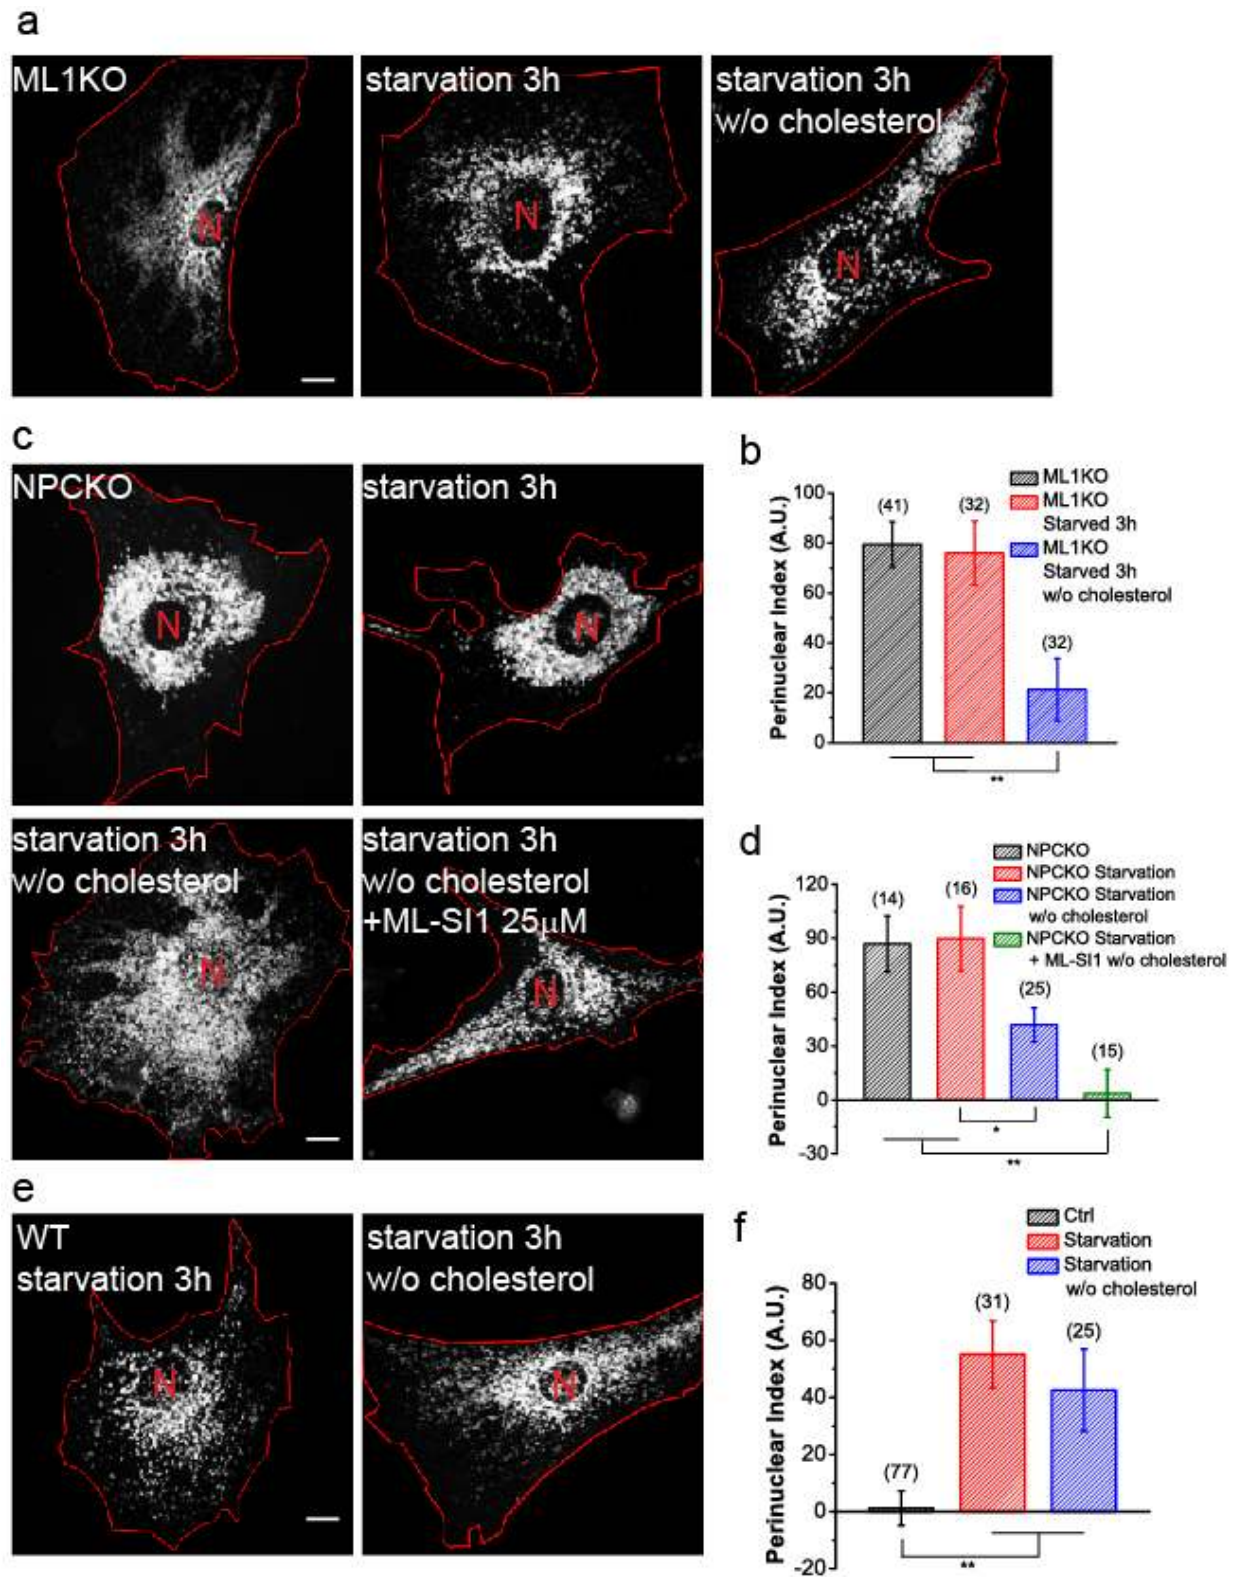 a
ML1KO
N
starvation 3h
N
starvation 3h
w/o cholesterol
N
c
NPCKO
N
starvation 3h
N
starvation 3h
w/o cholesterol
N
starvation 3h
w/o cholesterol
+ML-SI1 25μM
N
b
ML1KO
ML1KO
Starved 3h
ML1KO
Starved 3h
w/o cholesterol
Perinuclear Index (A.U.)
100
80
60
40
20
0
(41)
(32)
(32)
**
d
NPCKO
NPCKO Starvation
NPCKO Starvation
w/o cholesterol
NPCKO Starvation
+ ML-SI1 w/o cholesterol
Perinuclear Index (A.U.)
120
90
60
30
0
-30
(14)
(16)
(25)
(15)
*
**
e
WT
starvation 3h
N
starvation 3h
w/o cholesterol
N
f
Ctrl
Starvation
Starvation
w/o cholesterol
Perinuclear Index (A.U.)
80
60
40
20
0
-20
(77)
(31)
(25)
**